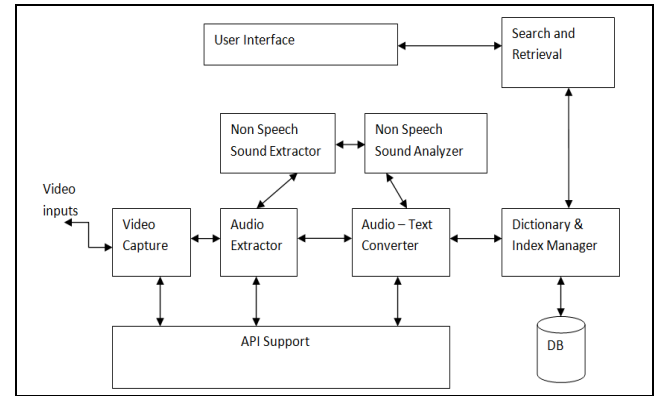 User Interface
Search and
Retrieval
Non Speech
Sound Extractor
Non Speech
Sound Analyzer
Video
inputs
Video
Capture
Audio
Extractor
Audio – Text
Converter
Dictionary &
Index Manager
API Support
DB